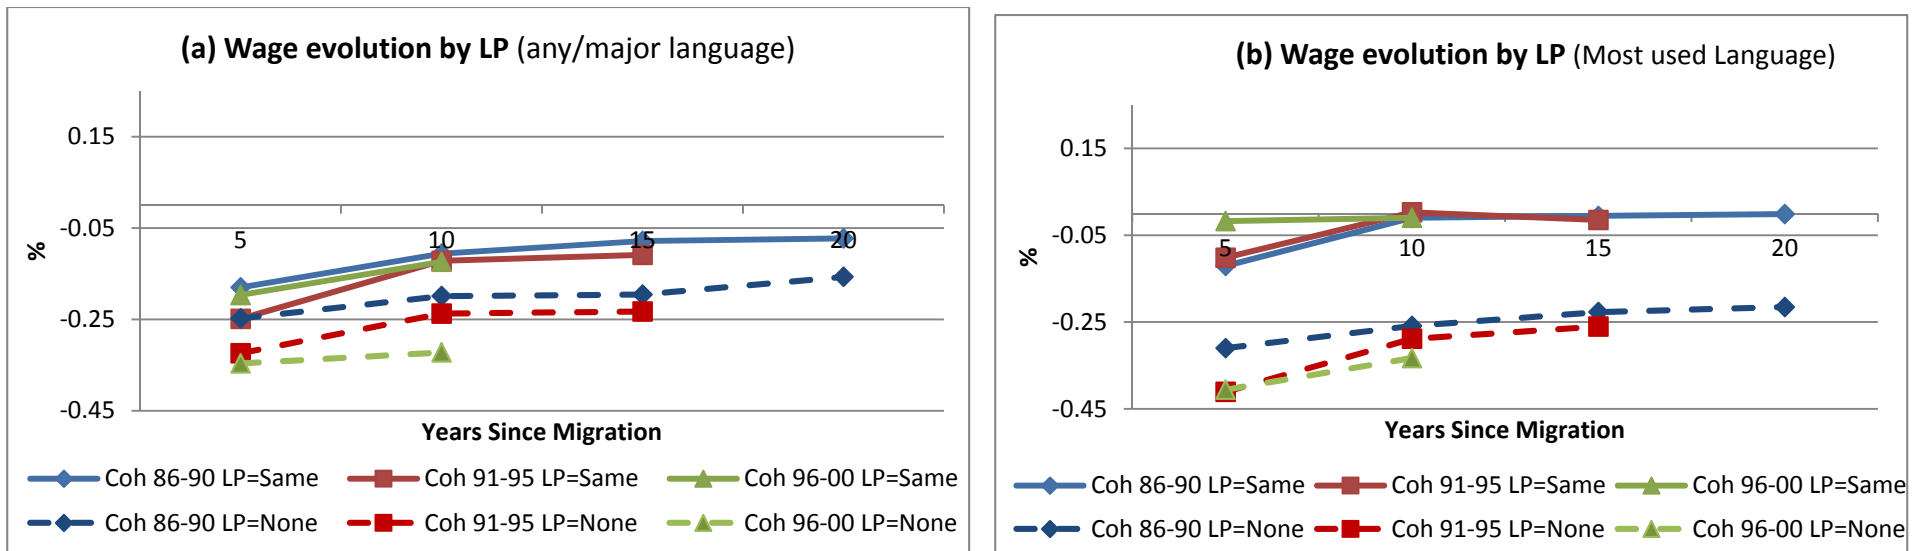 (a) Wage evolution by LP (any/major language)
0.15
-0.05
-0.25
-0.45
%
5 10 15 20
Years Since Migration
Coh 86-90 LP=Same Coh 91-95 LP=Same Coh 96-00 LP=Same
Coh 86-90 LP=None Coh 91-95 LP=None Coh 96-00 LP=None
(b) Wage evolution by LP (Most used Language)
0.15
-0.05
-0.25
-0.45
%
5 10 15 20
Years Since Migration
Coh 86-90 LP=Same Coh 91-95 LP=Same Coh 96-00 LP=Same
Coh 86-90 LP=None Coh 91-95 LP=None Coh 96-00 LP=None